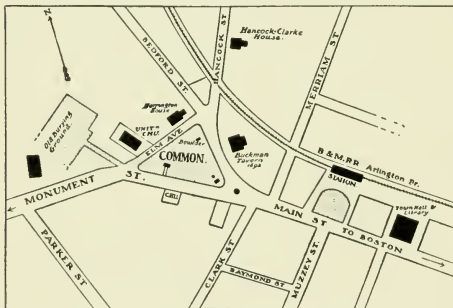 N
BEDFORD ST.
HANCOCK ST
Hancock-Clarke
House.
MERRIAM ST
Old Burying
Ground.
Harrington
House
UNITN
CHU.
ELM AVE
Boulder
COMMON.
Buckman
Tavern
1690
B & M. RR Arlington Br.
STATION
MONUMENT ST.
CHU.
MAIN ST TO BOSTON
Town Hall &
Library
PARKER ST
CLARK ST
RAYMOND ST
MUZZEY ST.